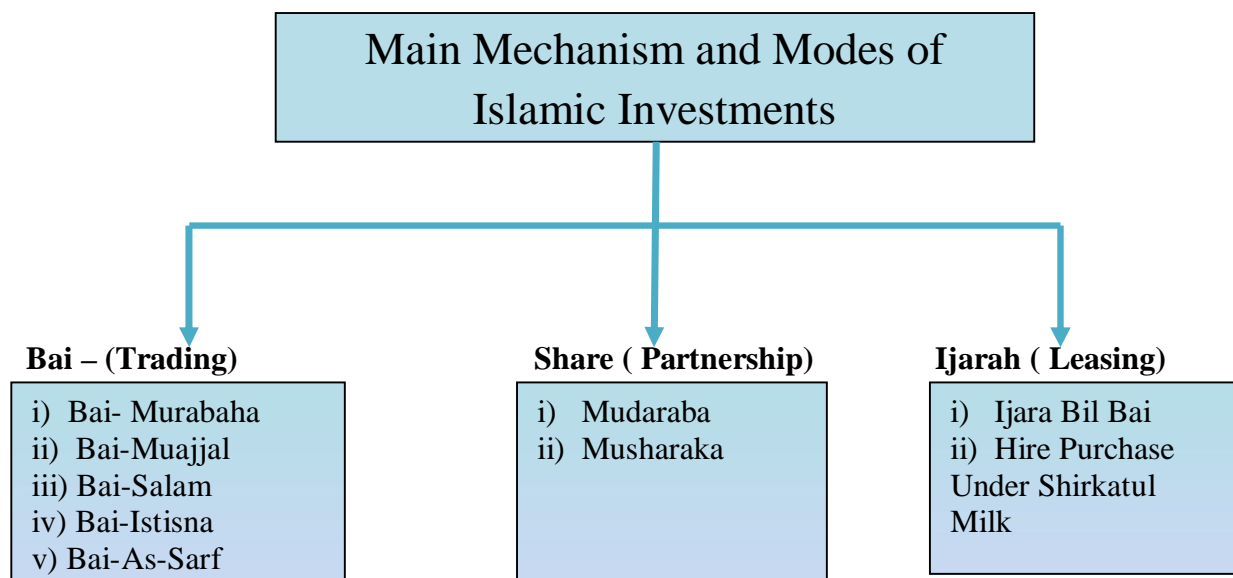 Main Mechanism and Modes of
Islamic Investments
Bai – (Trading)
i) Bai- Murabaha
ii) Bai-Muajjal
iii) Bai-Salam
iv) Bai-Istisna
v) Bai-As-Sarf
Share ( Partnership)
i) Mudaraba
ii) Musharaka
Ijarah ( Leasing)
i) Ijara Bil Bai
ii) Hire Purchase
Under Shirkatul
Milk